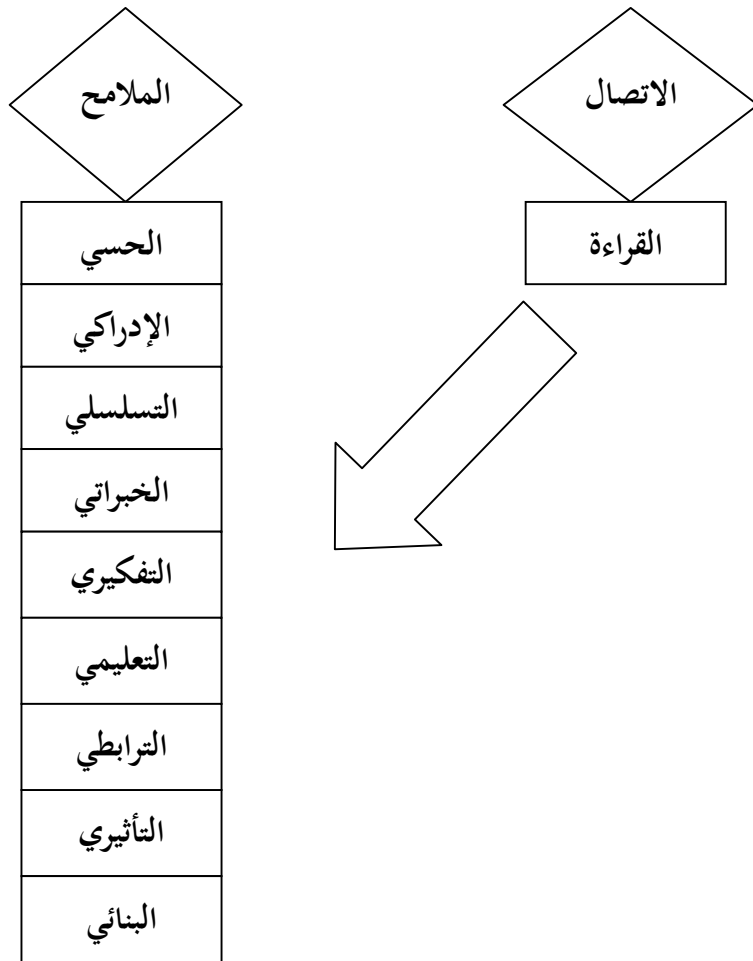 الاتصال
الملامح
القراءة
الحسي
الإدراكي
التسلسلي
الخبراتي
التفكيري
التعليمي
الترابطي
التأثيري
البنائي